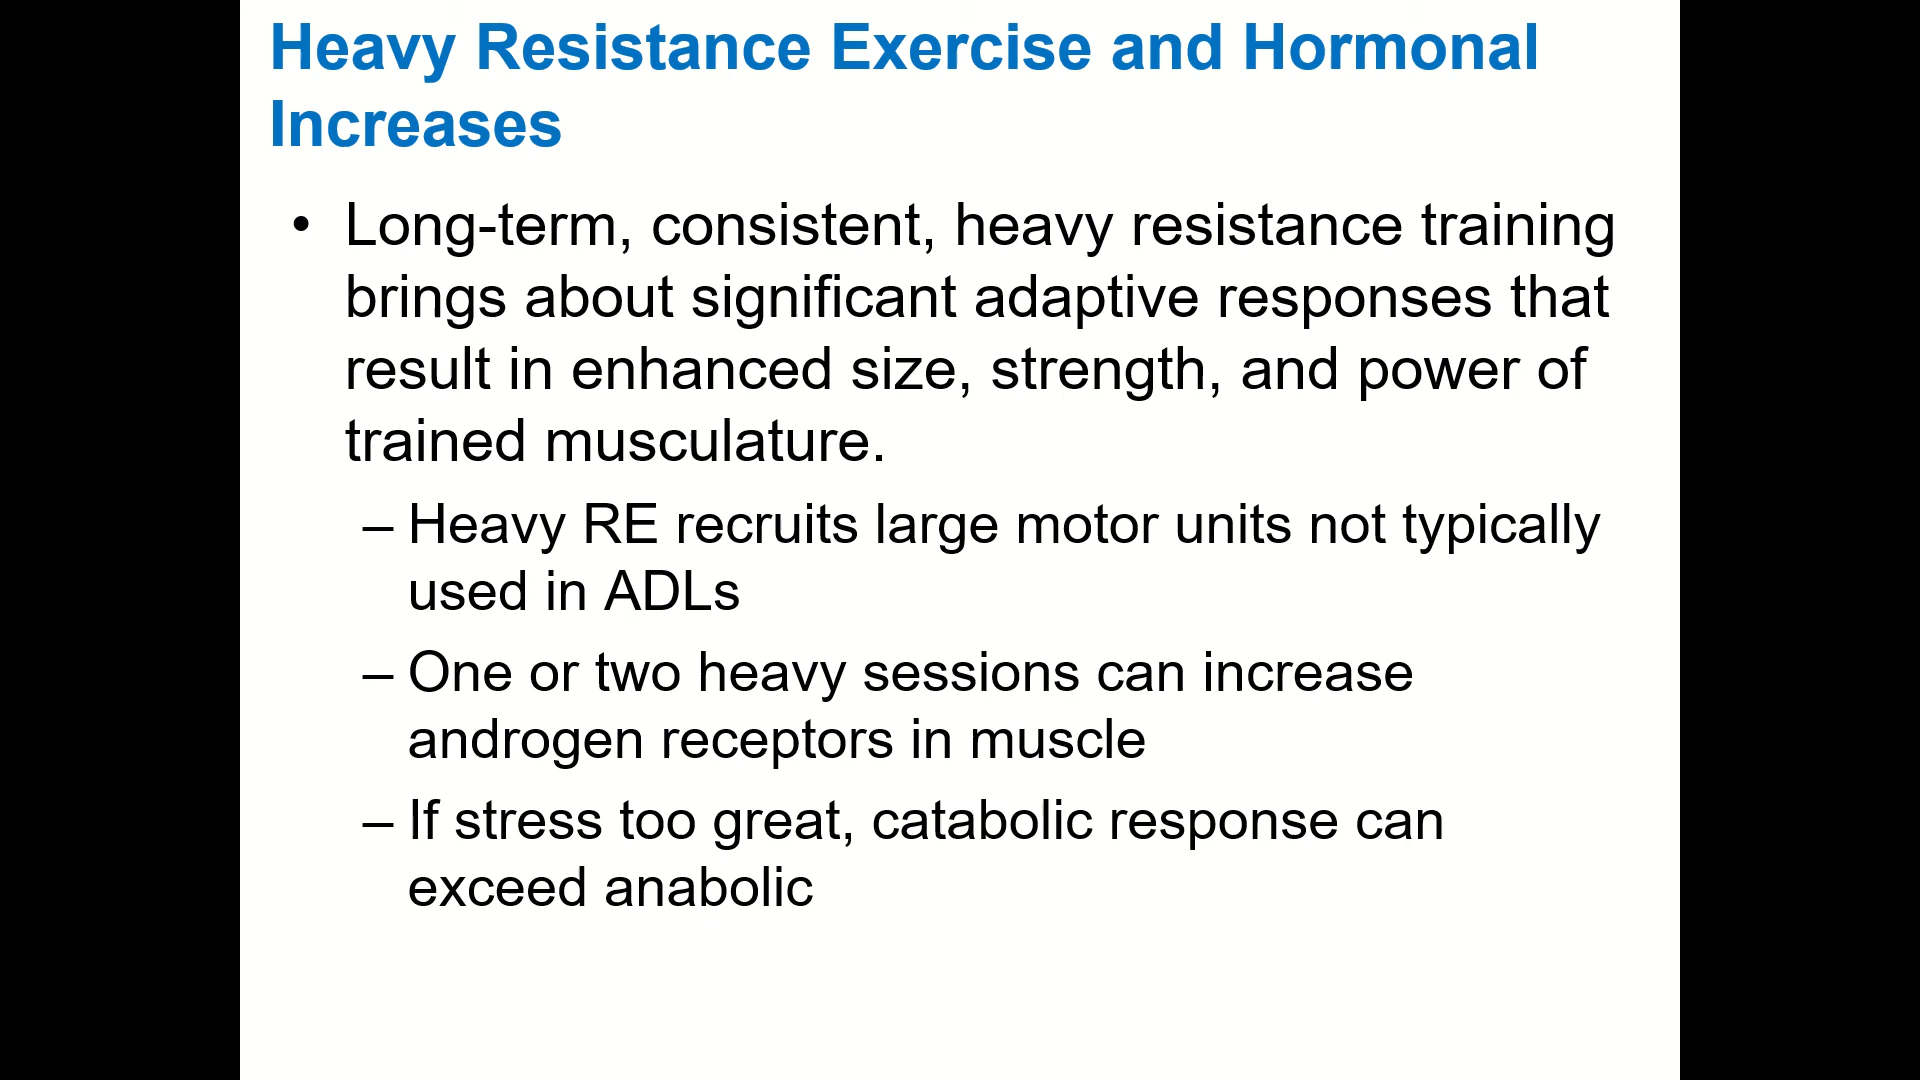 Heavy Resistance Exercise and Hormonal
Increases
• Long-term, consistent, heavy resistance training
brings about significant adaptive responses that
result in enhanced size, strength, and power of
trained musculature.
– Heavy RE recruits large motor units not typically
used in ADLs
– One or two heavy sessions can increase
androgen receptors in muscle
– If stress too great, catabolic response can
exceed anabolic